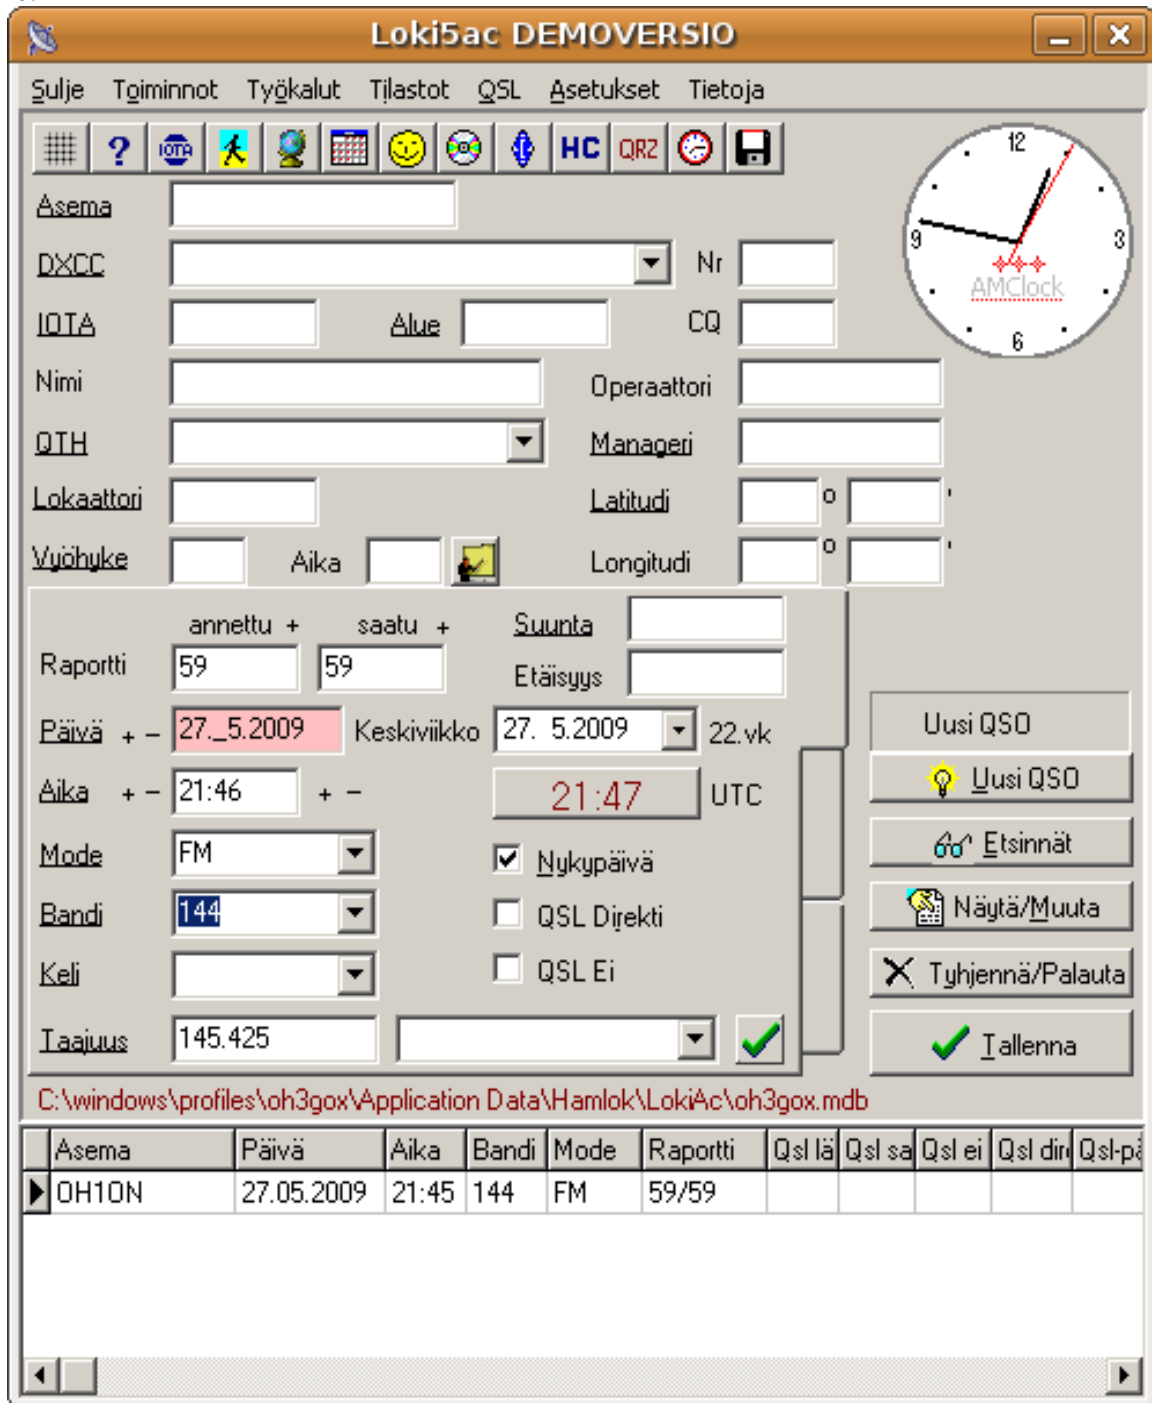 Loki5ac DEMOVERSIO
Sulje Toiminnot Työkalut Tilastot QSL Asetukset Tietoja
? IOTA HC QRZ
12
3
6
9
AMClock
Asema
DXCC Nr
IOTA Alue CQ
Nimi Operaattori
QTH Manageri
Lokaattori Latitudi o '
Vyöhyke Aika Longitudi o '
annettu + saatu + Suunta
Raportti 59 59 Etäisyys
Päivä + - 27._5.2009 Keskiviikko 27. 5.2009 22.vk
Aika + - 21:46 + - 21:47 UTC
Mode FM Nykypäivä
Bandi 144 QSL Direkti
Keli QSL Ei
Taajuus 145.425
Uusi QSO
Uusi QSO
Etsinnät
Näytä/Muuta
Tyhjennä/Palauta
Tallenna
C:\windows\profiles\oh3gox\Application Data\Hamlok\LokiAc\oh3gox.mdb
Asema Päivä Aika Bandi Mode Raportti Qsl lä Qsl sa Qsl ei Qsl dir Qsl-pä
OH1ON 27.05.2009 21:45 144 FM 59/59